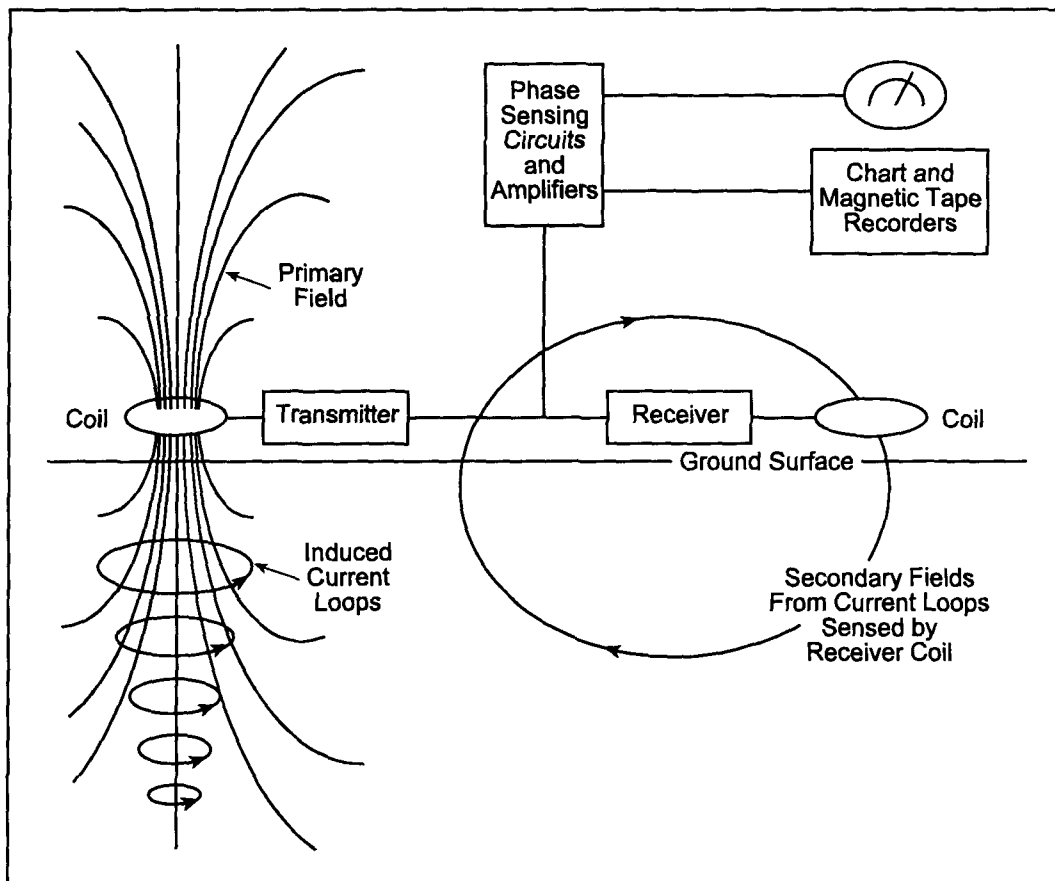 Phase
Sensing
Circuits
and
Amplifiers
Chart and
Magnetic Tape
Recorders
Primary
Field
Coil
Transmitter
Receiver
Coil
Ground Surface
Induced
Current
Loops
Secondary Fields
From Current Loops
Sensed by
Receiver Coil